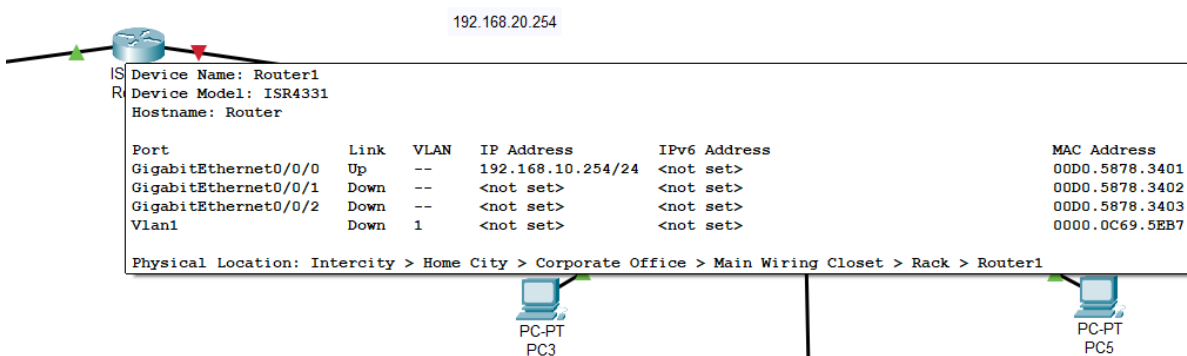 192.168.20.254
IS
R
Device Name: Router1
Device Model: ISR4331
Hostname: Router
Port Link VLAN IP Address IPv6 Address MAC Address
GigabitEthernet0/0/0 Up -- 192.168.10.254/24 <not set> 00D0.5878.3401
GigabitEthernet0/0/1 Down -- <not set> <not set> 00D0.5878.3402
GigabitEthernet0/0/2 Down -- <not set> <not set> 00D0.5878.3403
Vlan1 Down 1 <not set> <not set> 0000.0C69.5EB7
Physical Location: Intercity > Home City > Corporate Office > Main Wiring Closet > Rack > Router1
PC-PT
PC3
PC-PT
PC5